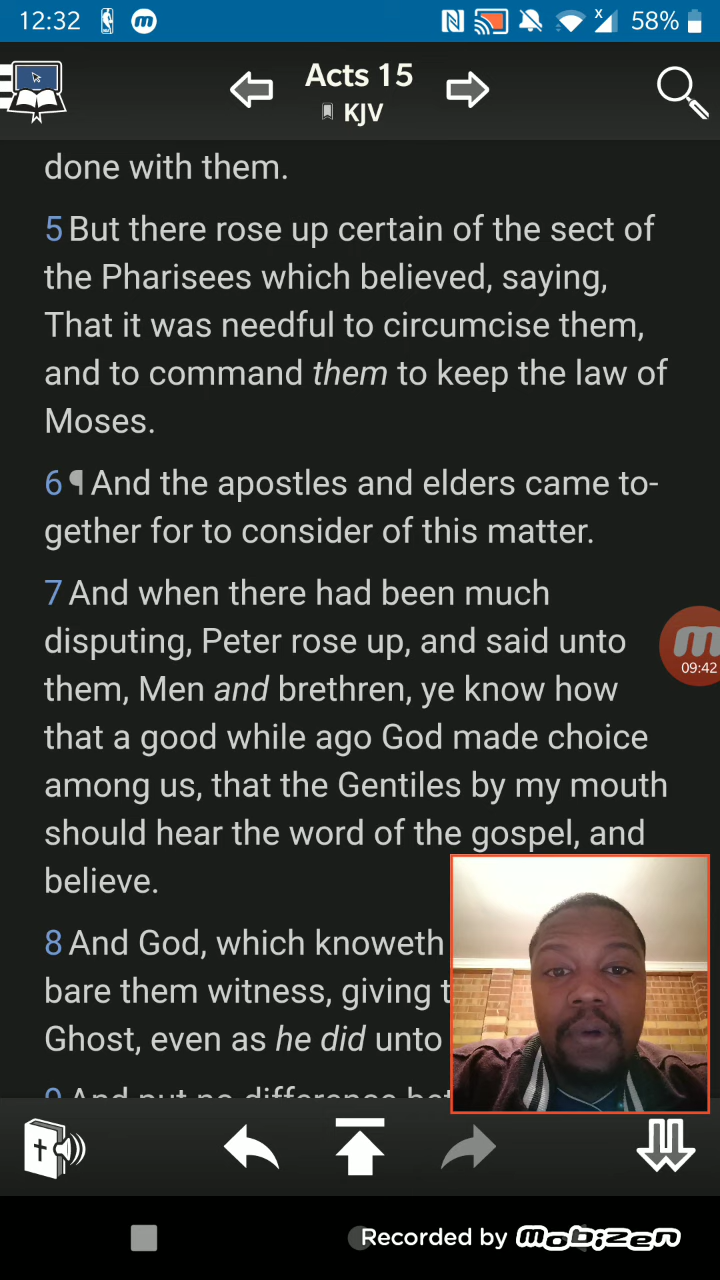 12:32
58%
Acts 15
KJV
done with them.
5 But there rose up certain of the sect of
the Pharisees which believed, saying,
That it was needful to circumcise them,
and to command them to keep the law of
Moses.
6 ¶ And the apostles and elders came to-
gether for to consider of this matter.
7 And when there had been much
disputing, Peter rose up, and said unto
them, Men and brethren, ye know how
that a good while ago God made choice
among us, that the Gentiles by my mouth
should hear the word of the gospel, and
believe.
09:42
8 And God, which knoweth
bare them witness, giving
Ghost, even as he did unto
9 And put no difference
Recorded by mobizen